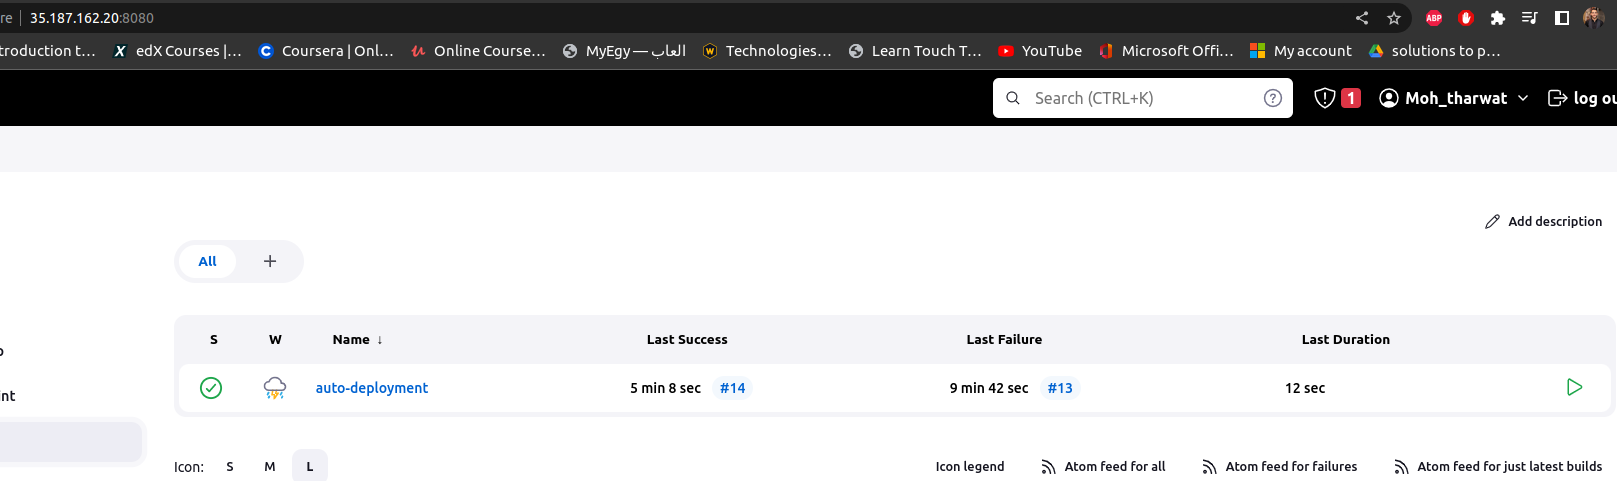 re 35.187.162.20:8080
troduction t... edX Courses |... Coursera | Onl... Online Course... MyEgy — العاب Technologies... Learn Touch T... YouTube Microsoft Offi... My account solutions to p...
Search (CTRL+K) 1 Moh_tharwat log ou
Add description
All +
S W Name ↓ Last Success Last Failure Last Duration
auto-deployment 5 min 8 sec #14 9 min 42 sec #13 12 sec
nt
Icon: S M L Icon legend Atom feed for all Atom feed for failures Atom feed for just latest builds